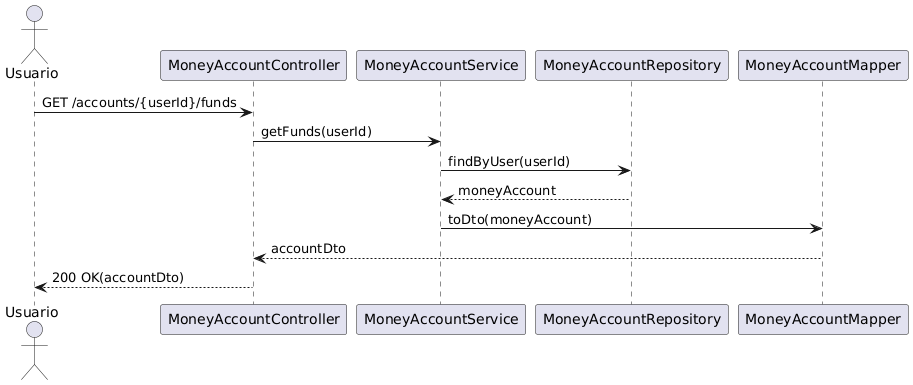 Usuario
MoneyAccountController
MoneyAccountService
MoneyAccountRepository
MoneyAccountMapper
GET /accounts/{userId}/funds
getFunds(userId)
findByUser(userId)
moneyAccount
toDto(moneyAccount)
accountDto
200 OK(accountDto)
Usuario
MoneyAccountController
MoneyAccountService
MoneyAccountRepository
MoneyAccountMapper